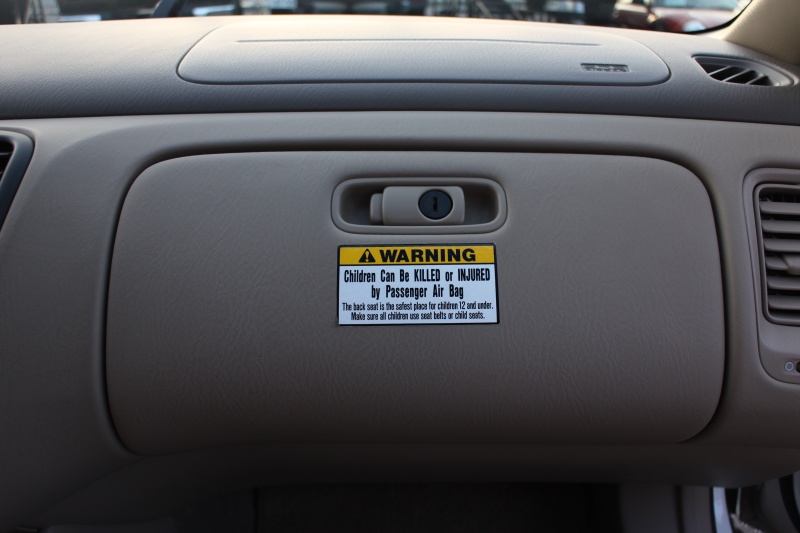 WARNING
Children Can Be KILLED or INJURED
by Passenger Air Bag
The back seat is the safest place for children 12 and under.
Make sure all children use seat belts or child seats.